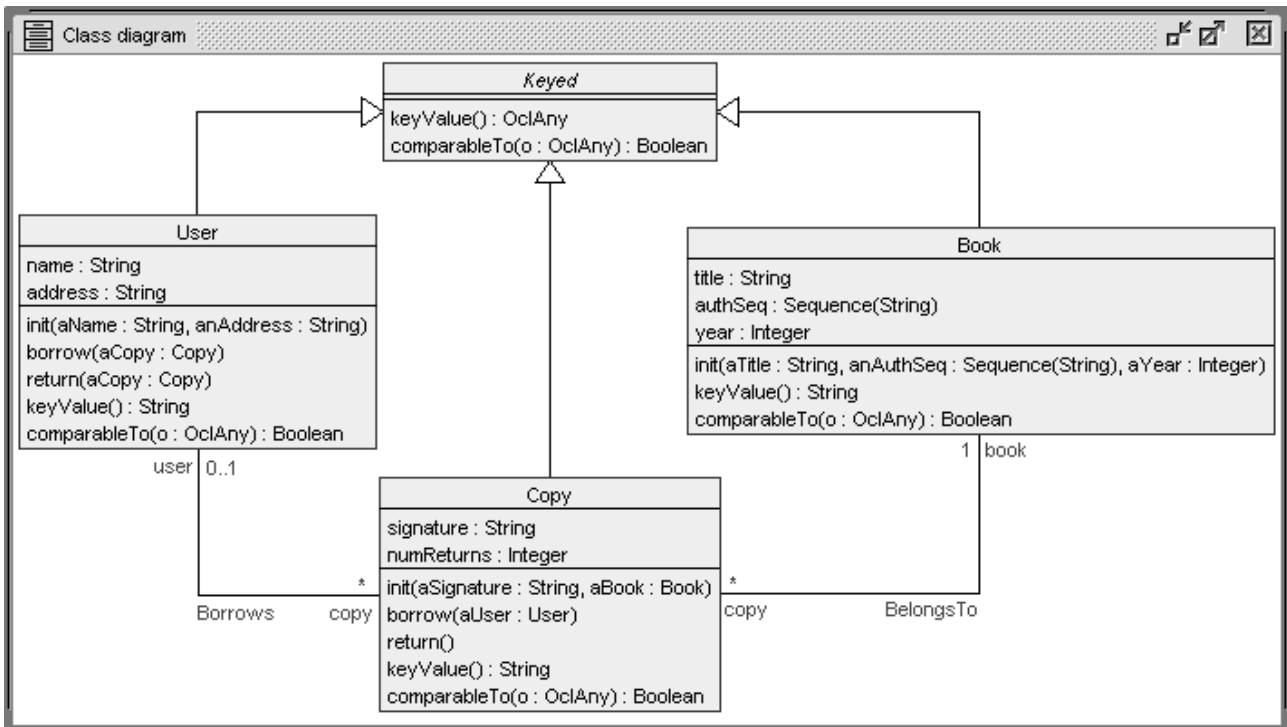 Class diagram
Keyed
keyValue() : OclAny
comparableTo(o : OclAny) : Boolean
User
name : String
address : String
init(aName : String, anAddress : String)
borrow(aCopy : Copy)
return(aCopy : Copy)
keyValue() : String
comparableTo(o : OclAny) : Boolean
user 0..1
Book
title : String
authSeq : Sequence(String)
year : Integer
init(aTitle : String, anAuthSeq : Sequence(String), aYear : Integer)
keyValue() : String
comparableTo(o : OclAny) : Boolean
1 book
Copy
signature : String
numReturns : Integer
init(aSignature : String, aBook : Book)
borrow(aUser : User)
return()
keyValue() : String
comparableTo(o : OclAny) : Boolean
*
Borrows copy
*
copy BelongsTo